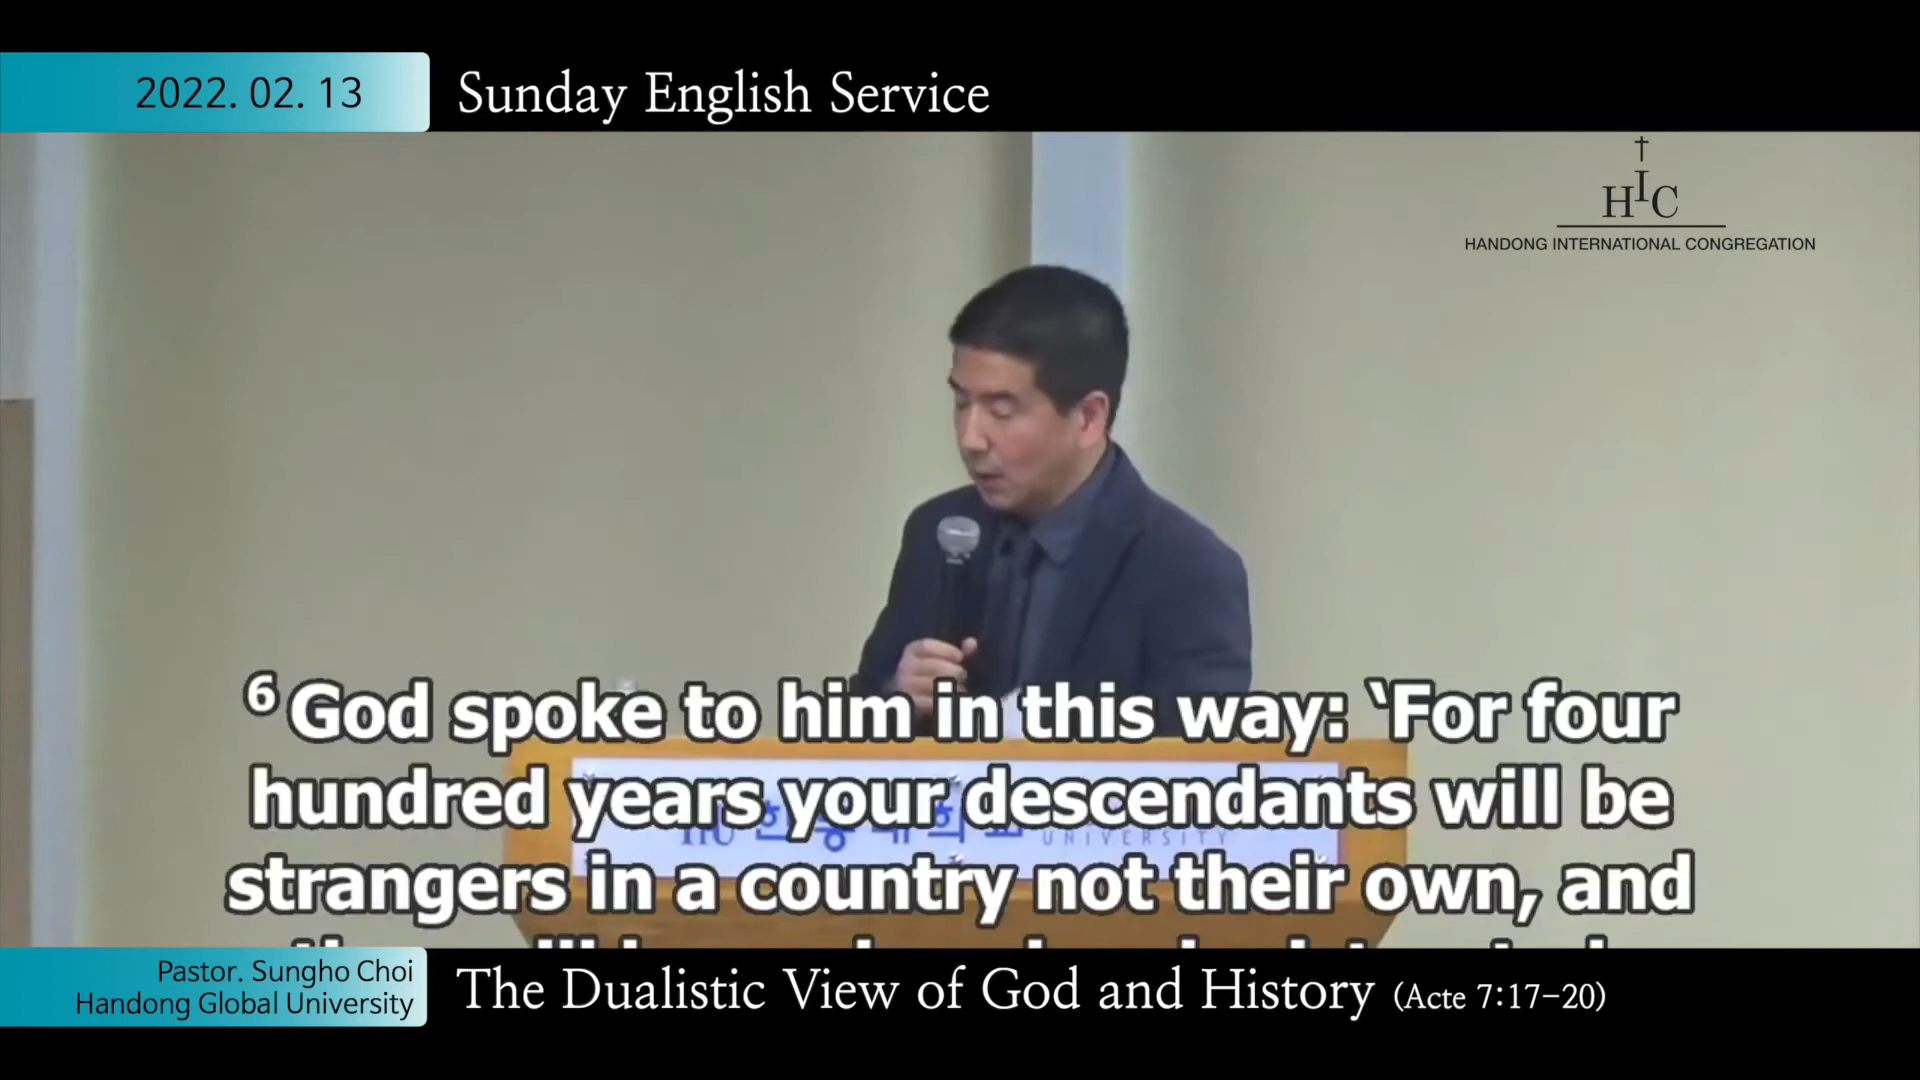 2022. 02. 13
Sunday English Service
HIC
HANDONG INTERNATIONAL CONGREGATION
6 God spoke to him in this way: ‘For four
hundred years your descendants will be
strangers in a country not their own, and
UNIVERSITY
Pastor. Sungho Choi
Handong Global University
The Dualistic View of God and History (Acte 7:17-20)